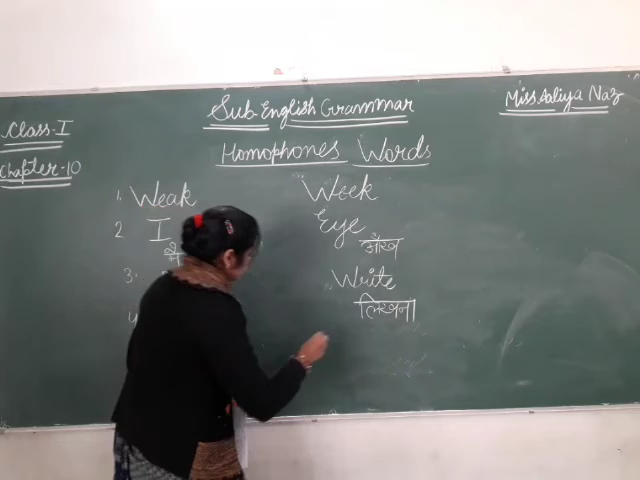 Sub-English Grammar
Miss Aaliya Naz
Class-I
Chapter-10
Homophones Words
1. Weak Week
2 I Eye
मैं आँख
3. Write
लिखना
4